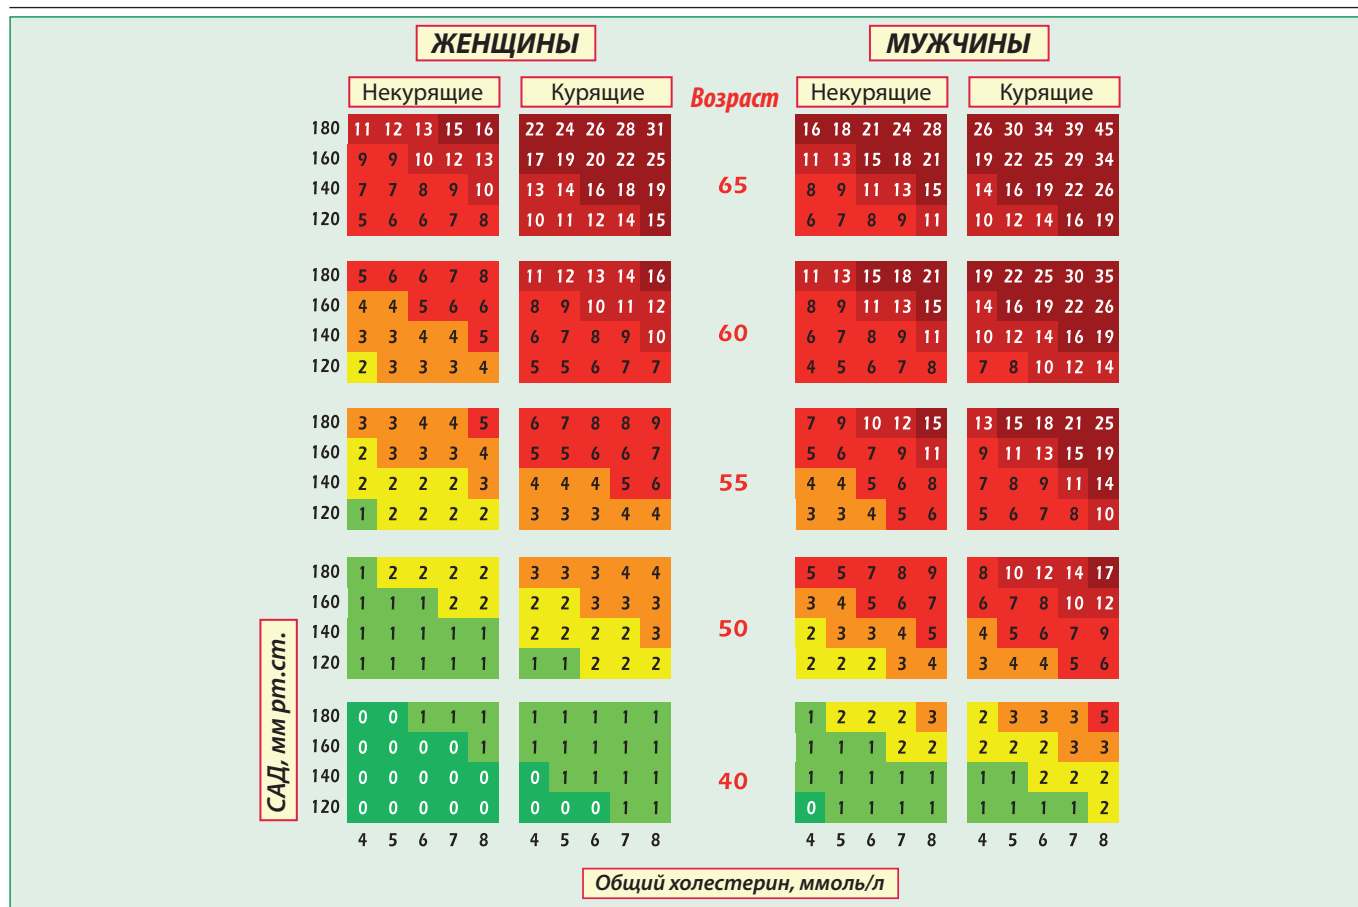 ЖЕНЩИНЫ МУЖЧИНЫ
Некурящие Курящие Возраст Некурящие Курящие
180 11 12 13 15 16 22 24 26 28 31 16 18 21 24 28 26 30 34 39 45
160 9 9 10 12 13 17 19 20 22 25 11 13 15 18 21 19 22 25 29 34
65
140 7 7 8 9 10 13 14 16 18 19 8 9 11 13 15 14 16 19 22 26
120 5 6 6 7 8 10 11 12 14 15 6 7 8 9 11 10 12 14 16 19
180 5 6 6 7 8 11 12 13 14 16 11 13 15 18 21 19 22 25 30 35
160 4 4 5 6 6 8 9 10 11 12 8 9 11 13 15 14 16 19 22 26
60
140 3 3 4 4 5 6 7 8 9 10 6 7 8 9 11 10 12 14 16 19
120 2 3 3 3 4 5 5 6 7 7 4 5 6 7 8 7 8 10 12 14
180 3 3 4 4 5 6 7 8 8 9 7 9 10 12 15 13 15 18 21 25
160 2 3 3 3 4 5 5 6 6 7 5 6 7 9 11 9 11 13 15 19
55
140 2 2 2 2 3 4 4 4 5 6 4 4 5 6 8 7 8 9 11 14
120 1 2 2 2 2 3 3 3 4 4 3 3 4 5 6 5 6 7 8 10
180 1 2 2 2 2 3 3 3 4 4 5 5 7 8 9 8 10 12 14 17
160 1 1 1 2 2 2 2 3 3 3 3 4 5 6 7 6 7 8 10 12
50
140 1 1 1 1 1 2 2 2 2 3 2 3 3 4 5 4 5 6 7 9
120 1 1 1 1 1 1 1 2 2 2 2 2 2 3 4 3 4 4 5 6
САД, мм рт.ст.
180 0 0 1 1 1 1 1 1 1 1 1 2 2 2 3 2 3 3 3 5
160 0 0 0 0 1 1 1 1 1 1 1 1 1 2 2 2 2 2 3 3
40
140 0 0 0 0 0 0 1 1 1 1 1 1 1 1 1 1 1 2 2 2
120 0 0 0 0 0 0 0 0 1 1 0 1 1 1 1 1 1 1 1 2
4 5 6 7 8 4 5 6 7 8 4 5 6 7 8 4 5 6 7 8
Общий холестерин, ммоль/л